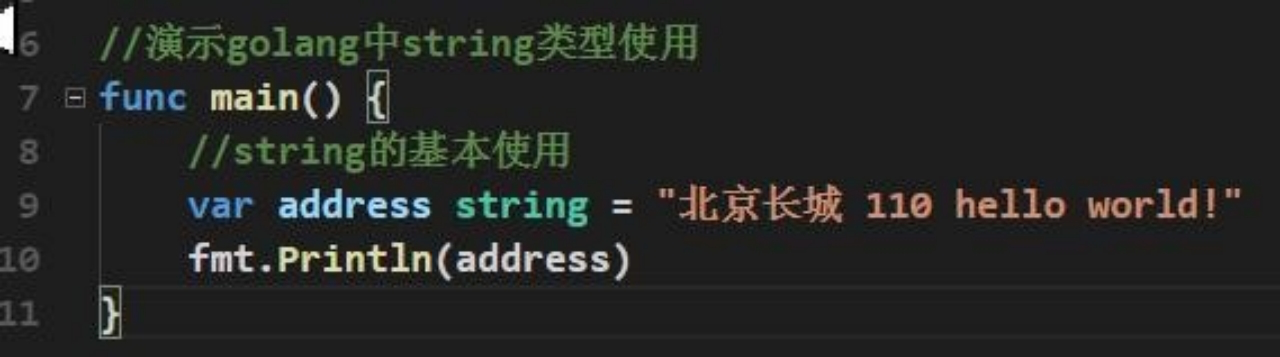 6 //演示golang中string类型使用
7 func main() {
8 //string的基本使用
9 var address string = "北京长城 110 hello world!"
10 fmt.Println(address)
11 }